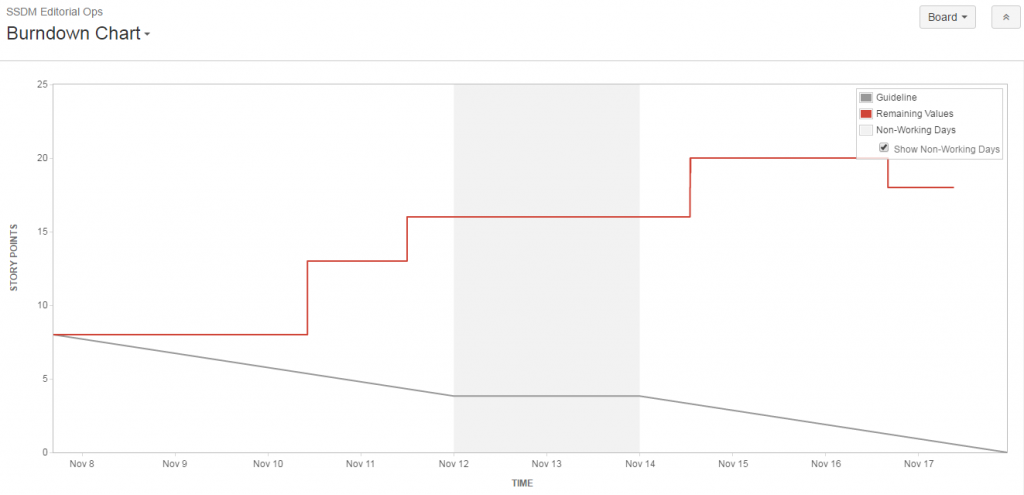 SSDM Editorial Ops
Burndown Chart
Board
25
20
15
10
5
0
STORY POINTS
Guideline
Remaining Values
Non-Working Days
Show Non-Working Days
Nov 8 Nov 9 Nov 10 Nov 11 Nov 12 Nov 13 Nov 14 Nov 15 Nov 16 Nov 17
TIME